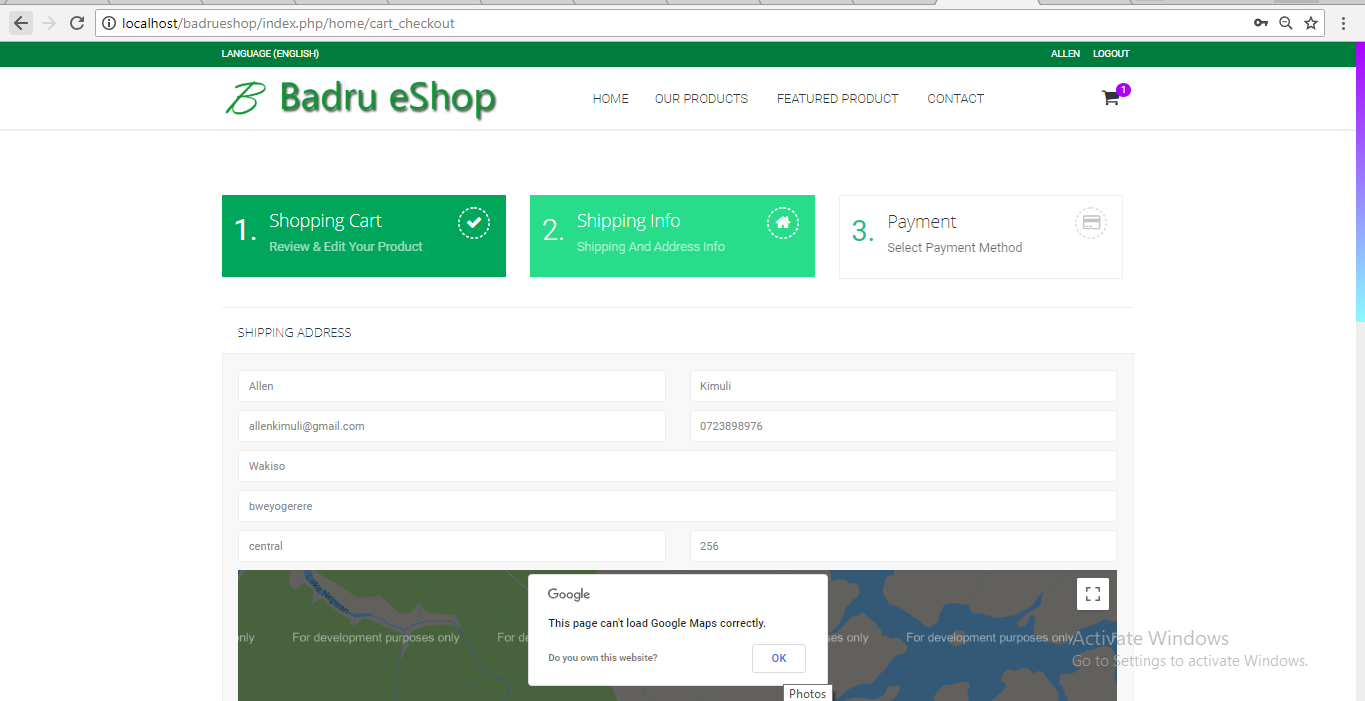 localhost/badrueshop/index.php/home/cart_checkout
LANGUAGE (ENGLISH) ALLEN LOGOUT
B Badru eShop HOME OUR PRODUCTS FEATURED PRODUCT CONTACT 1
1. Shopping Cart
Review & Edit Your Product
2. Shipping Info
Shipping And Address Info
3. Payment
Select Payment Method
SHIPPING ADDRESS
Allen Kimuli
allenkimuli@gmail.com 0723898976
Wakiso
bweyogerere
central 256
Google
This page can't load Google Maps correctly.
only For development purposes only For de ses only For development purposes only
Do you own this website? OK
Activate Windows
Go to Settings to activate Windows.
Photos